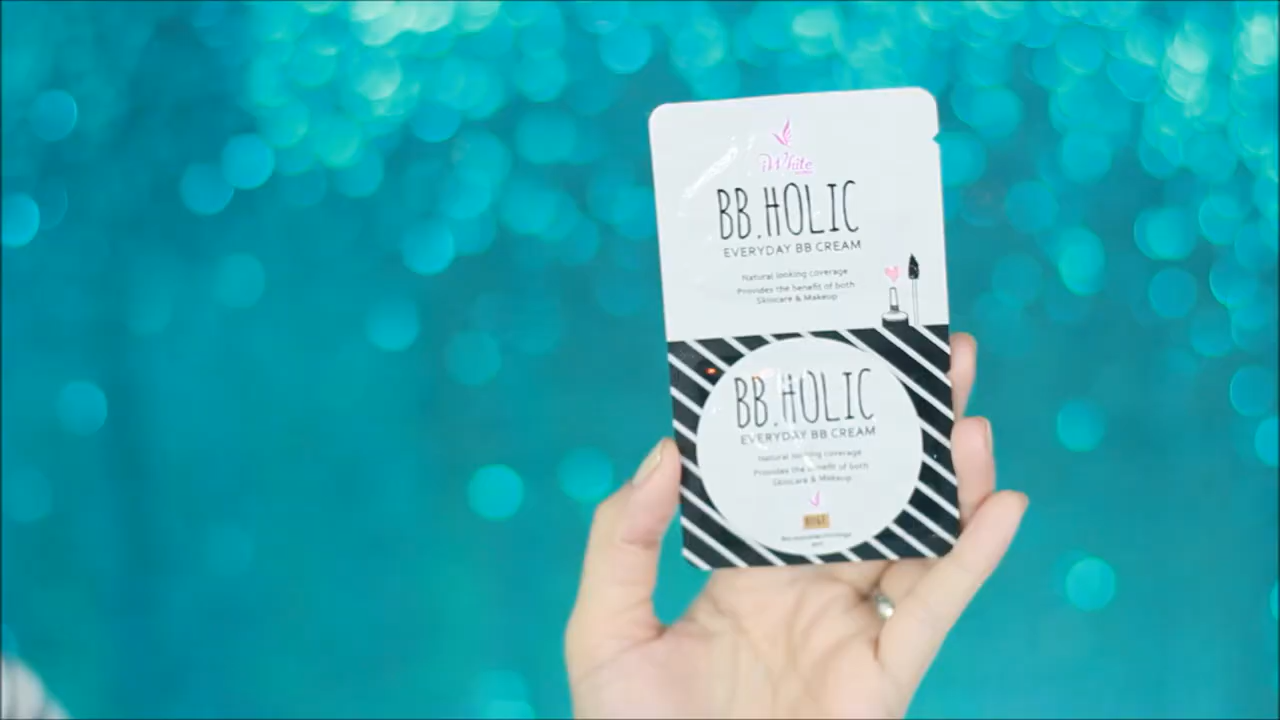 iWhite
BB.HOLIC
EVERYDAY BB CREAM
Natural looking coverage
Provides the benefit of both
Skincare & Makeup
BB.HOLIC
EVERYDAY BB CREAM
Natural looking coverage
Provides the benefit of both
Skincare & Makeup